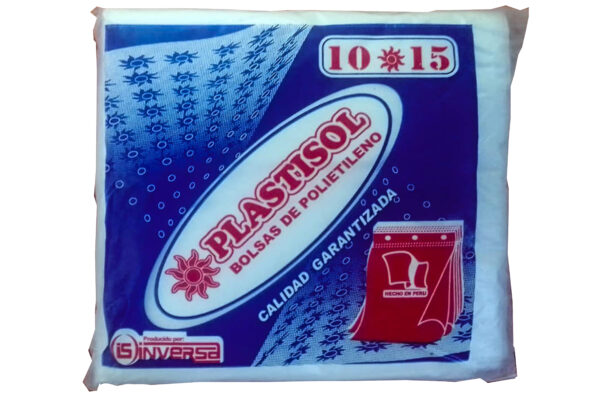 10 15
PLASTISOL
BOLSAS DE POLIETILENO
CALIDAD GARANTIZADA
HECHO EN PERU
Producido por:
is inversa